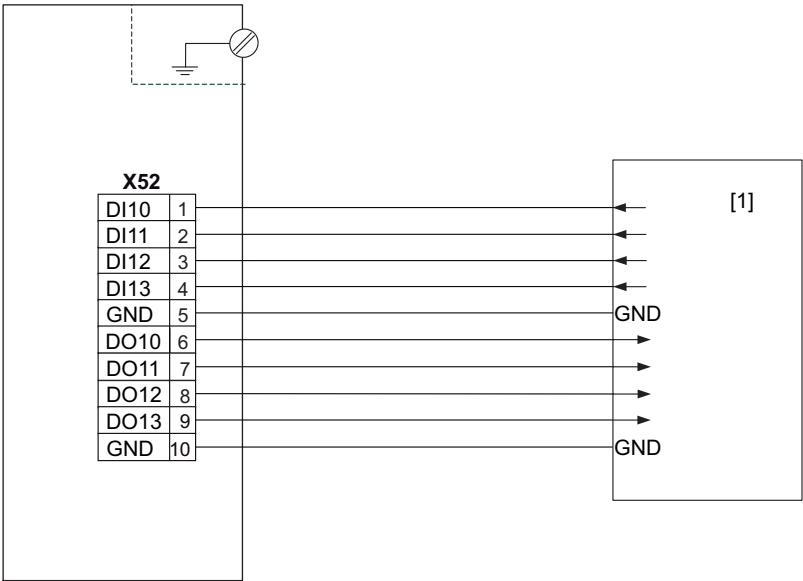 X52
[1]
DI10 1
DI11 2
DI12 3
DI13 4
GND 5 GND
DO10 6
DO11 7
DO12 8
DO13 9
GND 10 GND